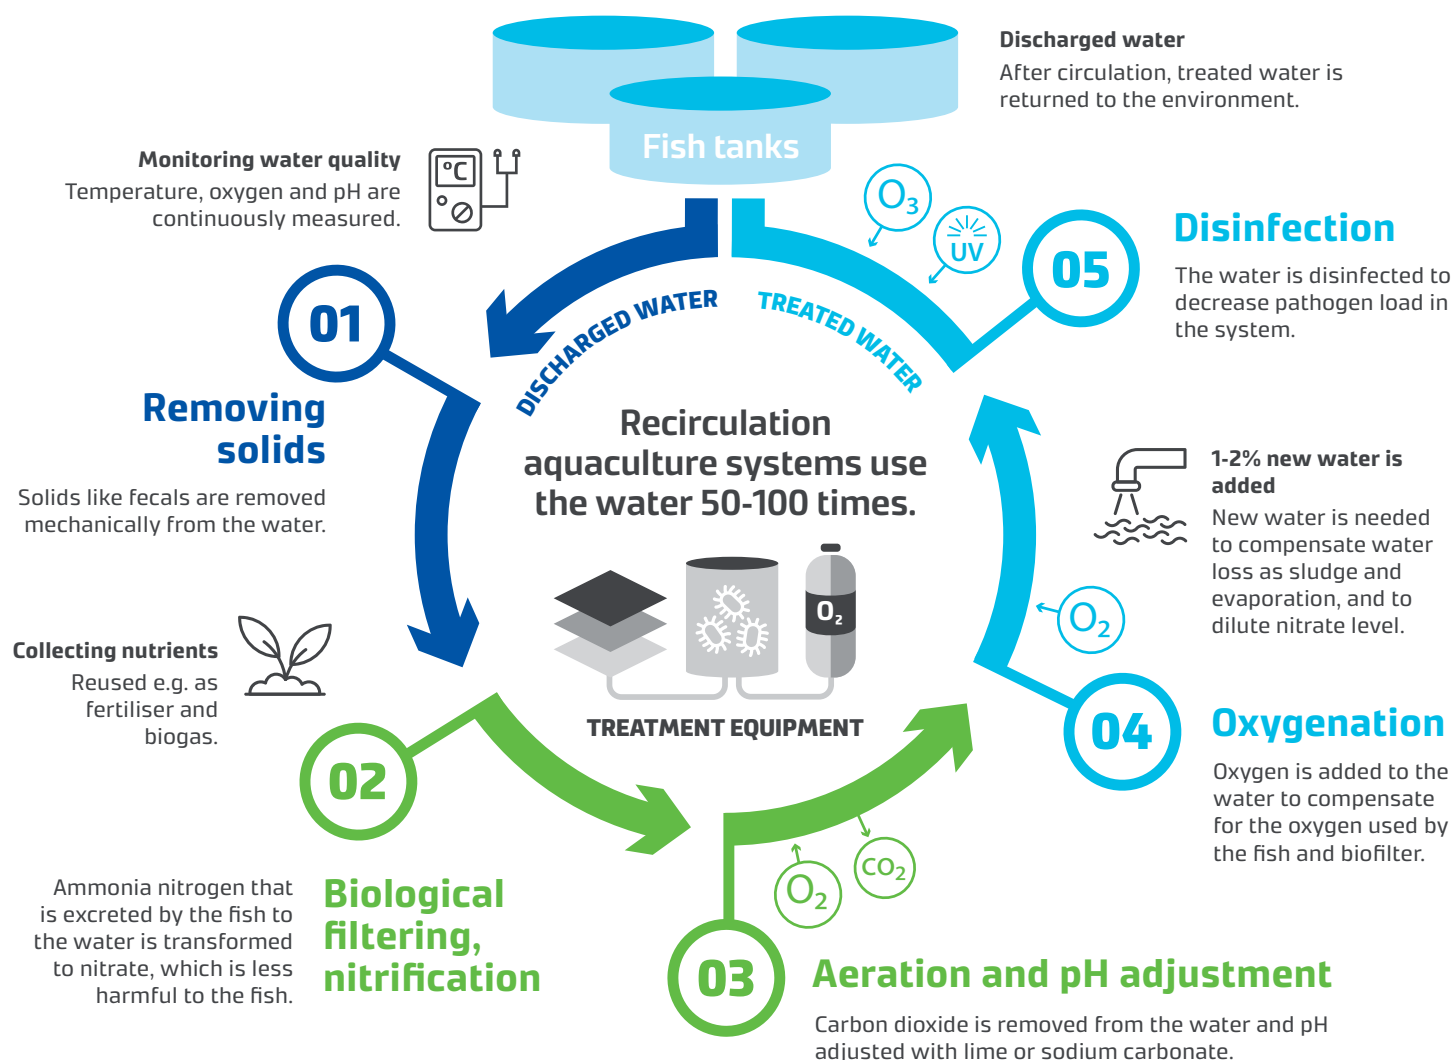 Discharged water
After circulation, treated water is
returned to the environment.
Fish tanks
Monitoring water quality
Temperature, oxygen and pH are
continuously measured.
°C
O₃
UV
DISCHARGED WATER
TREATED WATER
01
Removing
solids
Solids like fecals are removed
mechanically from the water.
Collecting nutrients
Reused e.g. as
fertiliser and
biogas.
02
Biological
filtering,
nitrification
Ammonia nitrogen that
is excreted by the fish to
the water is transformed
to nitrate, which is less
harmful to the fish.
03
Aeration and pH adjustment
Carbon dioxide is removed from the water and pH
adjusted with lime or sodium carbonate.
O₂
CO₂
04
Oxygenation
Oxygen is added to the
water to compensate
for the oxygen used by
the fish and biofilter.
O₂
1-2% new water is
added
New water is needed
to compensate water
loss as sludge and
evaporation, and to
dilute nitrate level.
05
Disinfection
The water is disinfected to
decrease pathogen load in
the system.
Recirculation
aquaculture systems use
the water 50-100 times.
O₂
TREATMENT EQUIPMENT